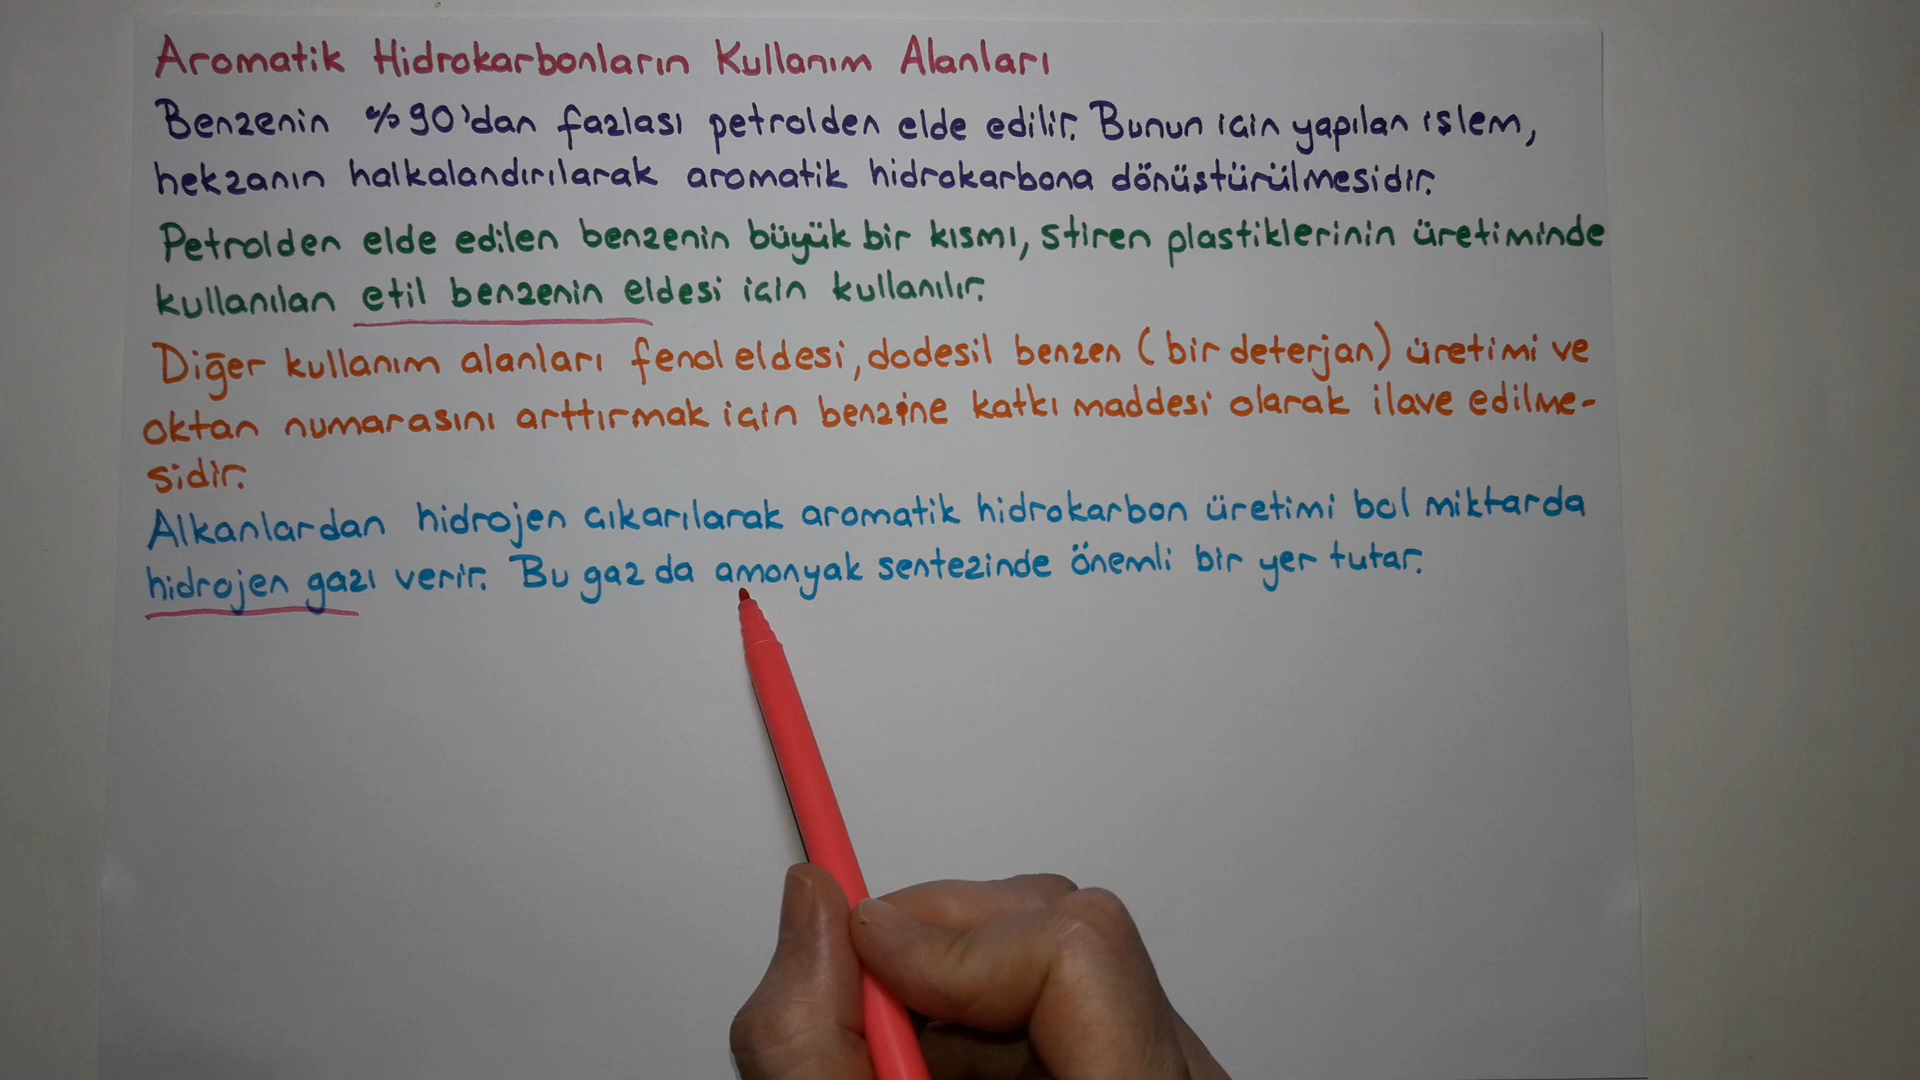 Aromatik Hidrokarbonların Kullanım Alanları
Benzenin %90'dan fazlası petrolden elde edilir. Bunun için yapılan işlem,
hekzanın halkalandırılarak aromatik hidrokarbona dönüştürülmesidir.
Petrolden elde edilen benzenin büyük bir kısmı, stiren plastiklerinin üretiminde
kullanılan etil benzenin eldesi için kullanılır.
Diğer kullanım alanları fenol eldesi, dodesil benzen (bir deterjan) üretimi ve
oktan numarasını arttırmak için benzine katkı maddesi olarak ilave edilme-
sidir.
Alkanlardan hidrojen çıkarılarak aromatik hidrokarbon üretimi bol miktarda
hidrojen gazı verir. Bu gaz da amonyak sentezinde önemli bir yer tutar.